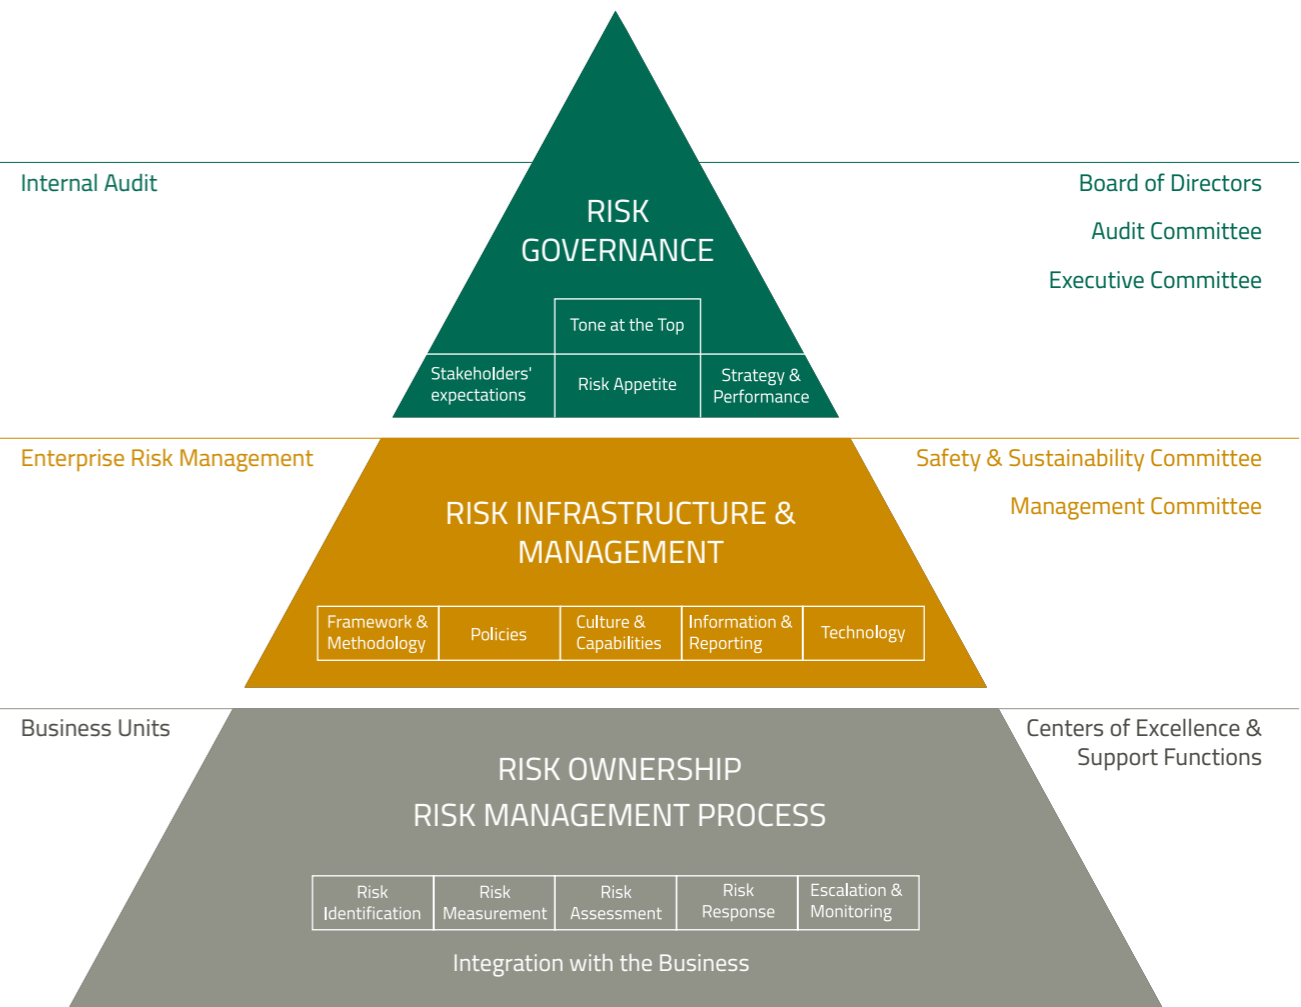 Internal Audit
Board of Directors
Audit Committee
Executive Committee
RISK
GOVERNANCE
Tone at the Top
Stakeholders'
expectations
Risk Appetite
Strategy &
Performance
Enterprise Risk Management
Safety & Sustainability Committee
Management Committee
RISK INFRASTRUCTURE &
MANAGEMENT
Framework &
Methodology
Policies
Culture &
Capabilities
Information &
Reporting
Technology
Business Units
Centers of Excellence &
Support Functions
RISK OWNERSHIP
RISK MANAGEMENT PROCESS
Risk
Identification
Risk
Measurement
Risk
Assessment
Risk
Response
Escalation &
Monitoring
Integration with the Business